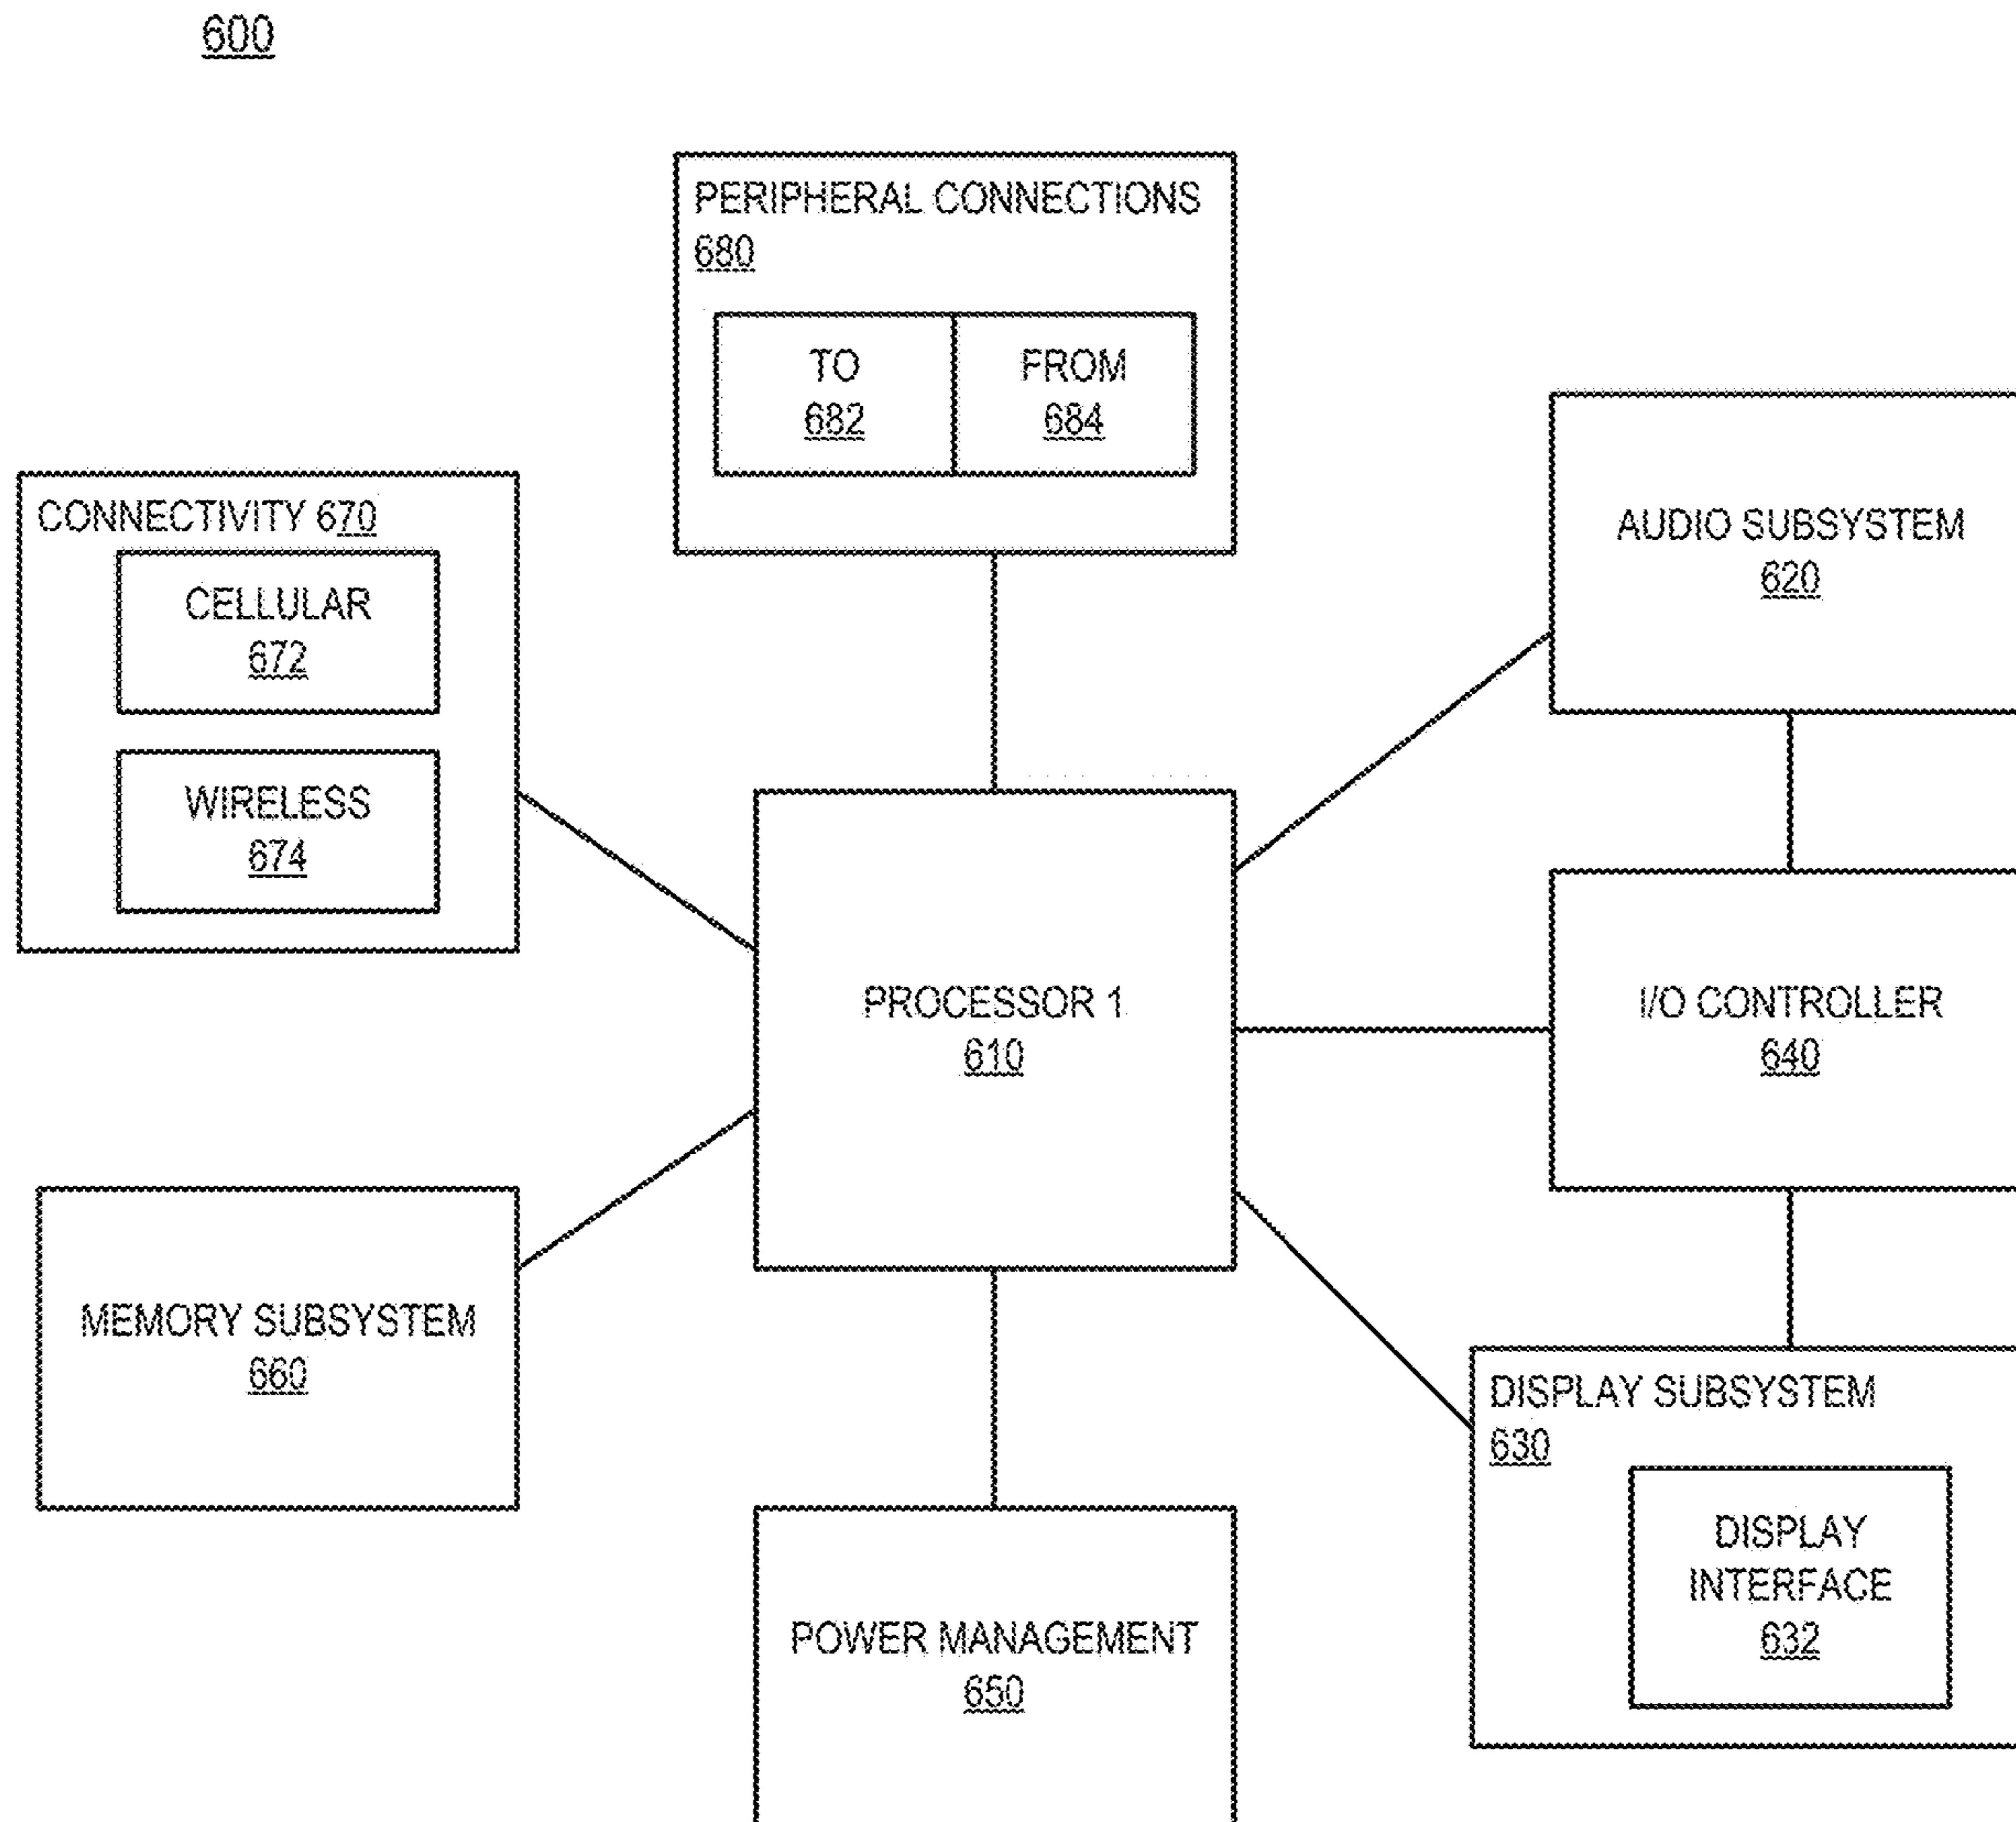 600
PERIPHERAL CONNECTIONS
680
TO
682
FROM
684
CONNECTIVITY 670
CELLULAR
672
WIRELESS
674
AUDIO SUBSYSTEM
620
PROCESSOR 1
610
I/O CONTROLLER
640
MEMORY SUBSYSTEM
660
DISPLAY SUBSYSTEM
630
DISPLAY
INTERFACE
632
POWER MANAGEMENT
650